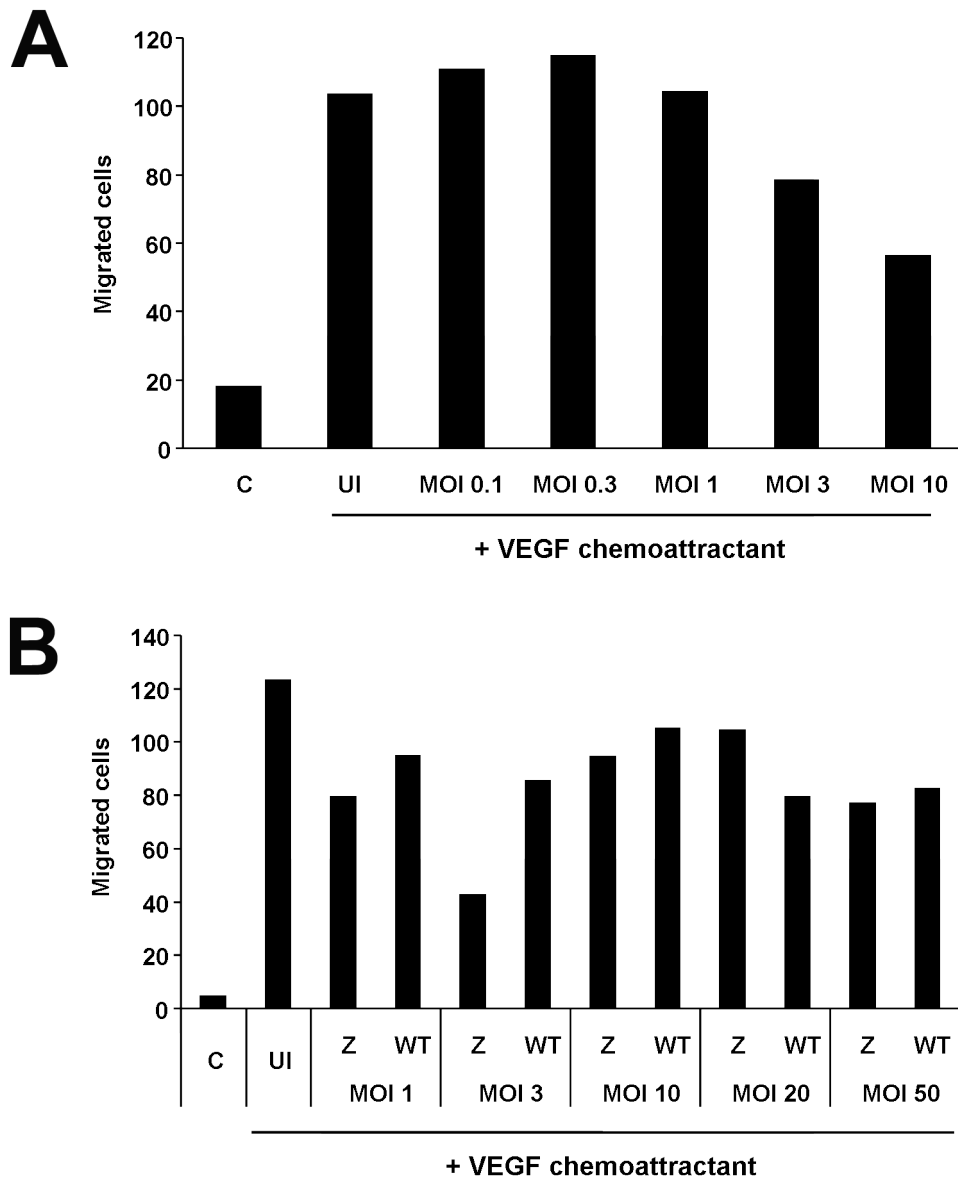 A
120
100
80
60
40
20
0
Migrated cells
C UI MOI 0.1 MOI 0.3 MOI 1 MOI 3 MOI 10
+ VEGF chemoattractant
B
140
120
100
80
60
40
20
0
Migrated cells
C UI Z WT Z WT Z WT Z WT Z WT
MOI 1 MOI 3 MOI 10 MOI 20 MOI 50
+ VEGF chemoattractant